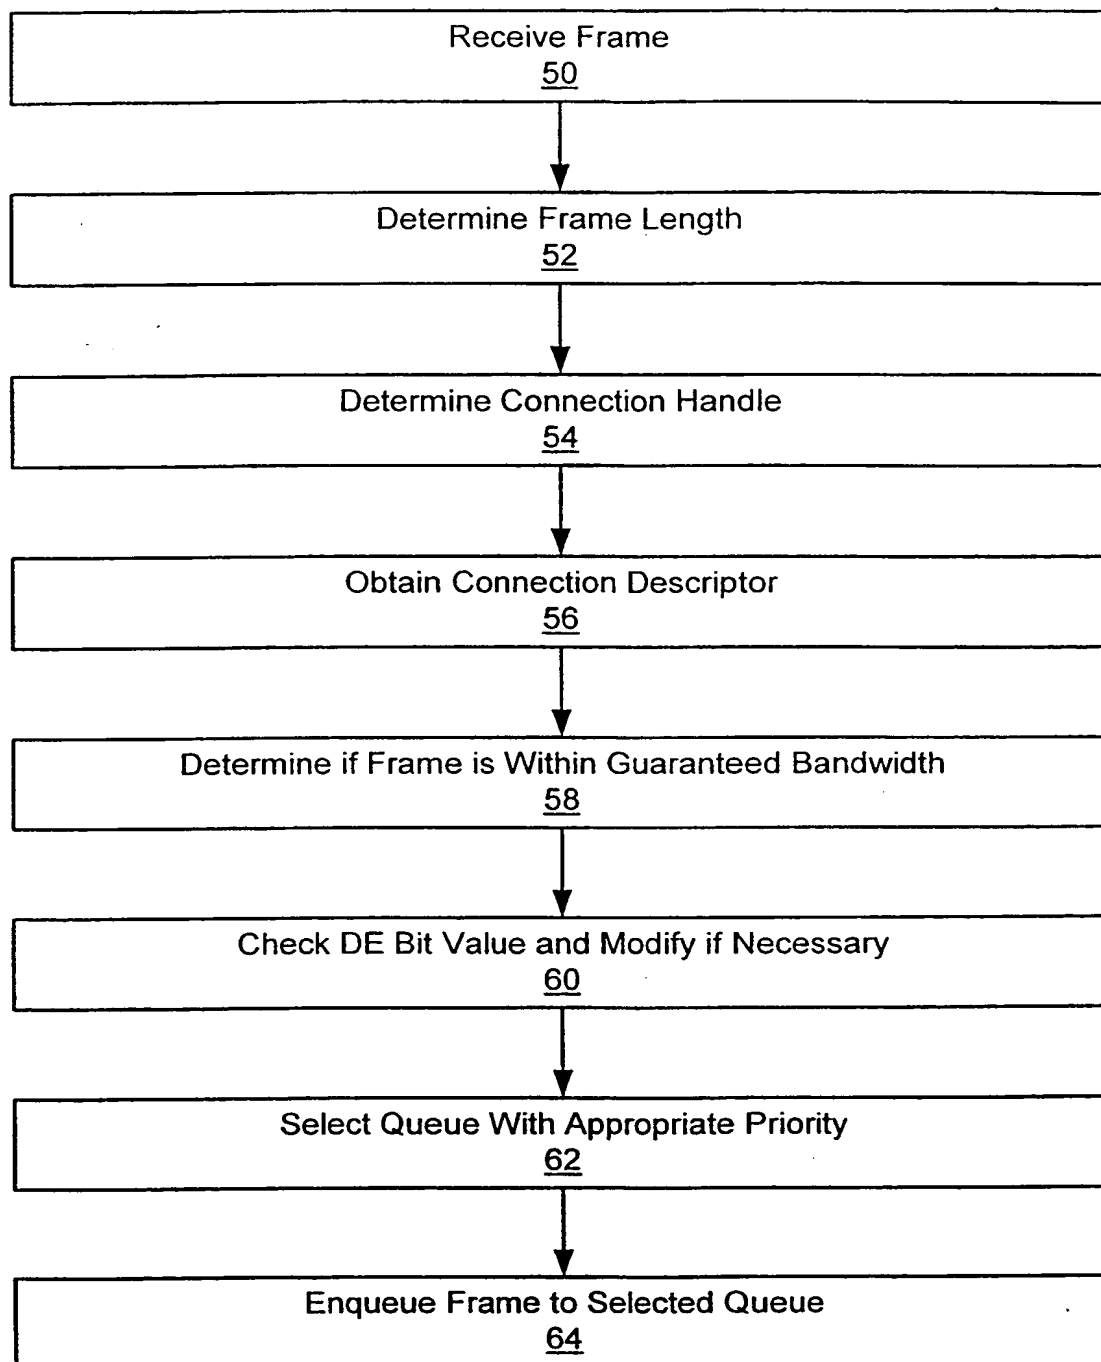 Receive Frame
50
Determine Frame Length
52
Determine Connection Handle
54
Obtain Connection Descriptor
56
Determine if Frame is Within Guaranteed Bandwidth
58
Check DE Bit Value and Modify if Necessary
60
Select Queue With Appropriate Priority
62
Enqueue Frame to Selected Queue
64